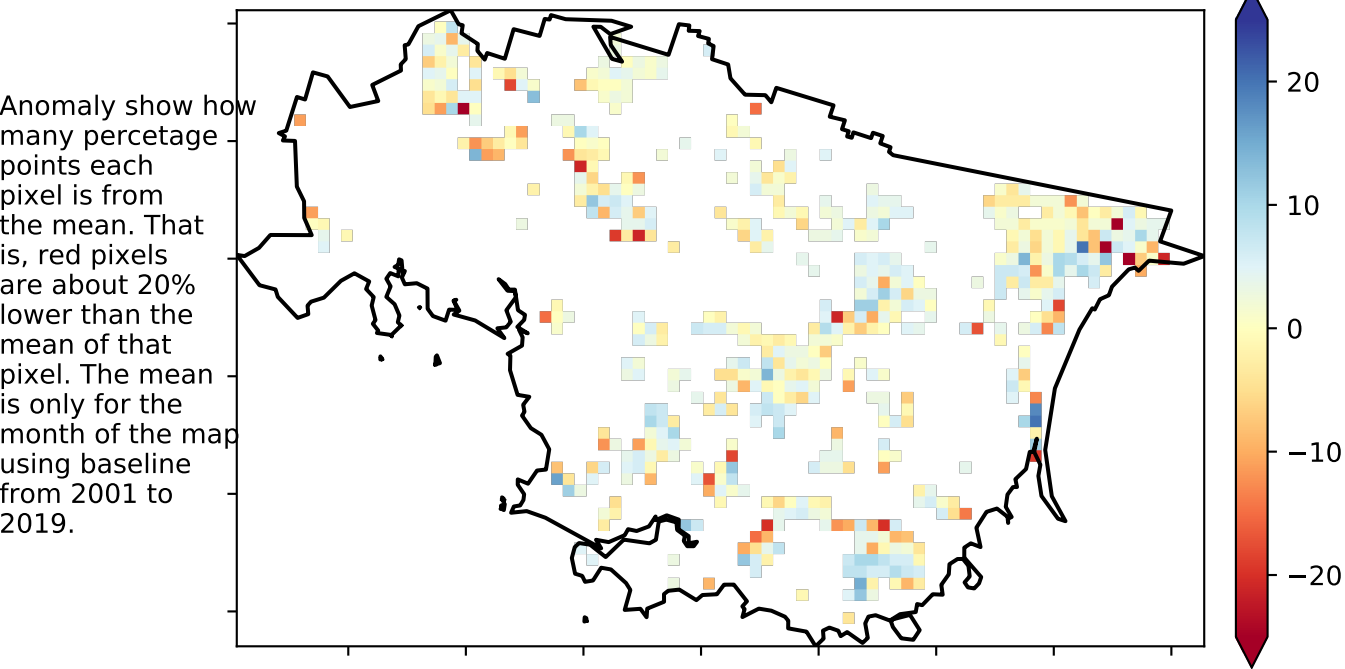 Anomaly show how
many percetage
points each
pixel is from
the mean. That
is, red pixels
are about 20%
lower than the
mean of that
pixel. The mean
is only for the
month of the map
using baseline
from 2001 to
2019.
20
10
0
−10
−20